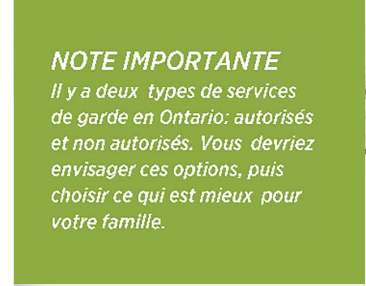 NOTE IMPORTANTE
Il y a deux types de services
de garde en Ontario: autorisés
et non autorisés. Vous devriez
envisager ces options, puis
choisir ce qui est mieux pour
votre famille.